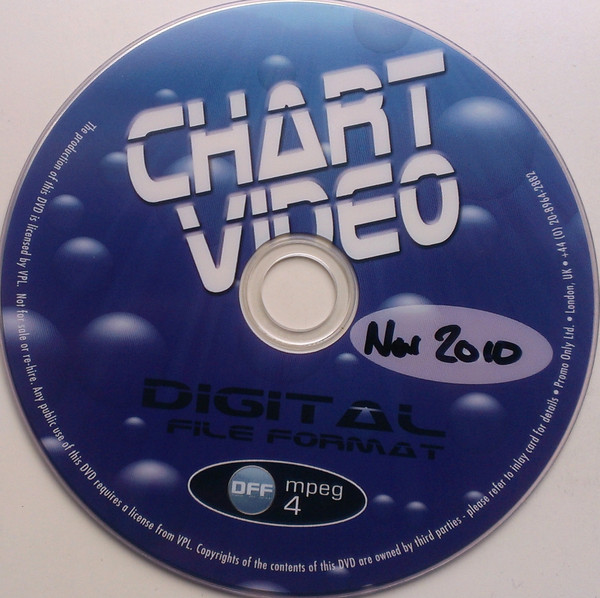 CHART
VIDEO
Nov 2010
DIGITAL
FILE FORMAT
DFF
mpeg
4
The production of this DVD is licensed by VPL. Not for sale or re-hire. Any public use of this DVD requires a license from VPL. Copyrights of the contents of this DVD are owned by third parties - please refer to inlay card for details • Promo Only Ltd. • London, UK • +44 (0) 20-8964-2882